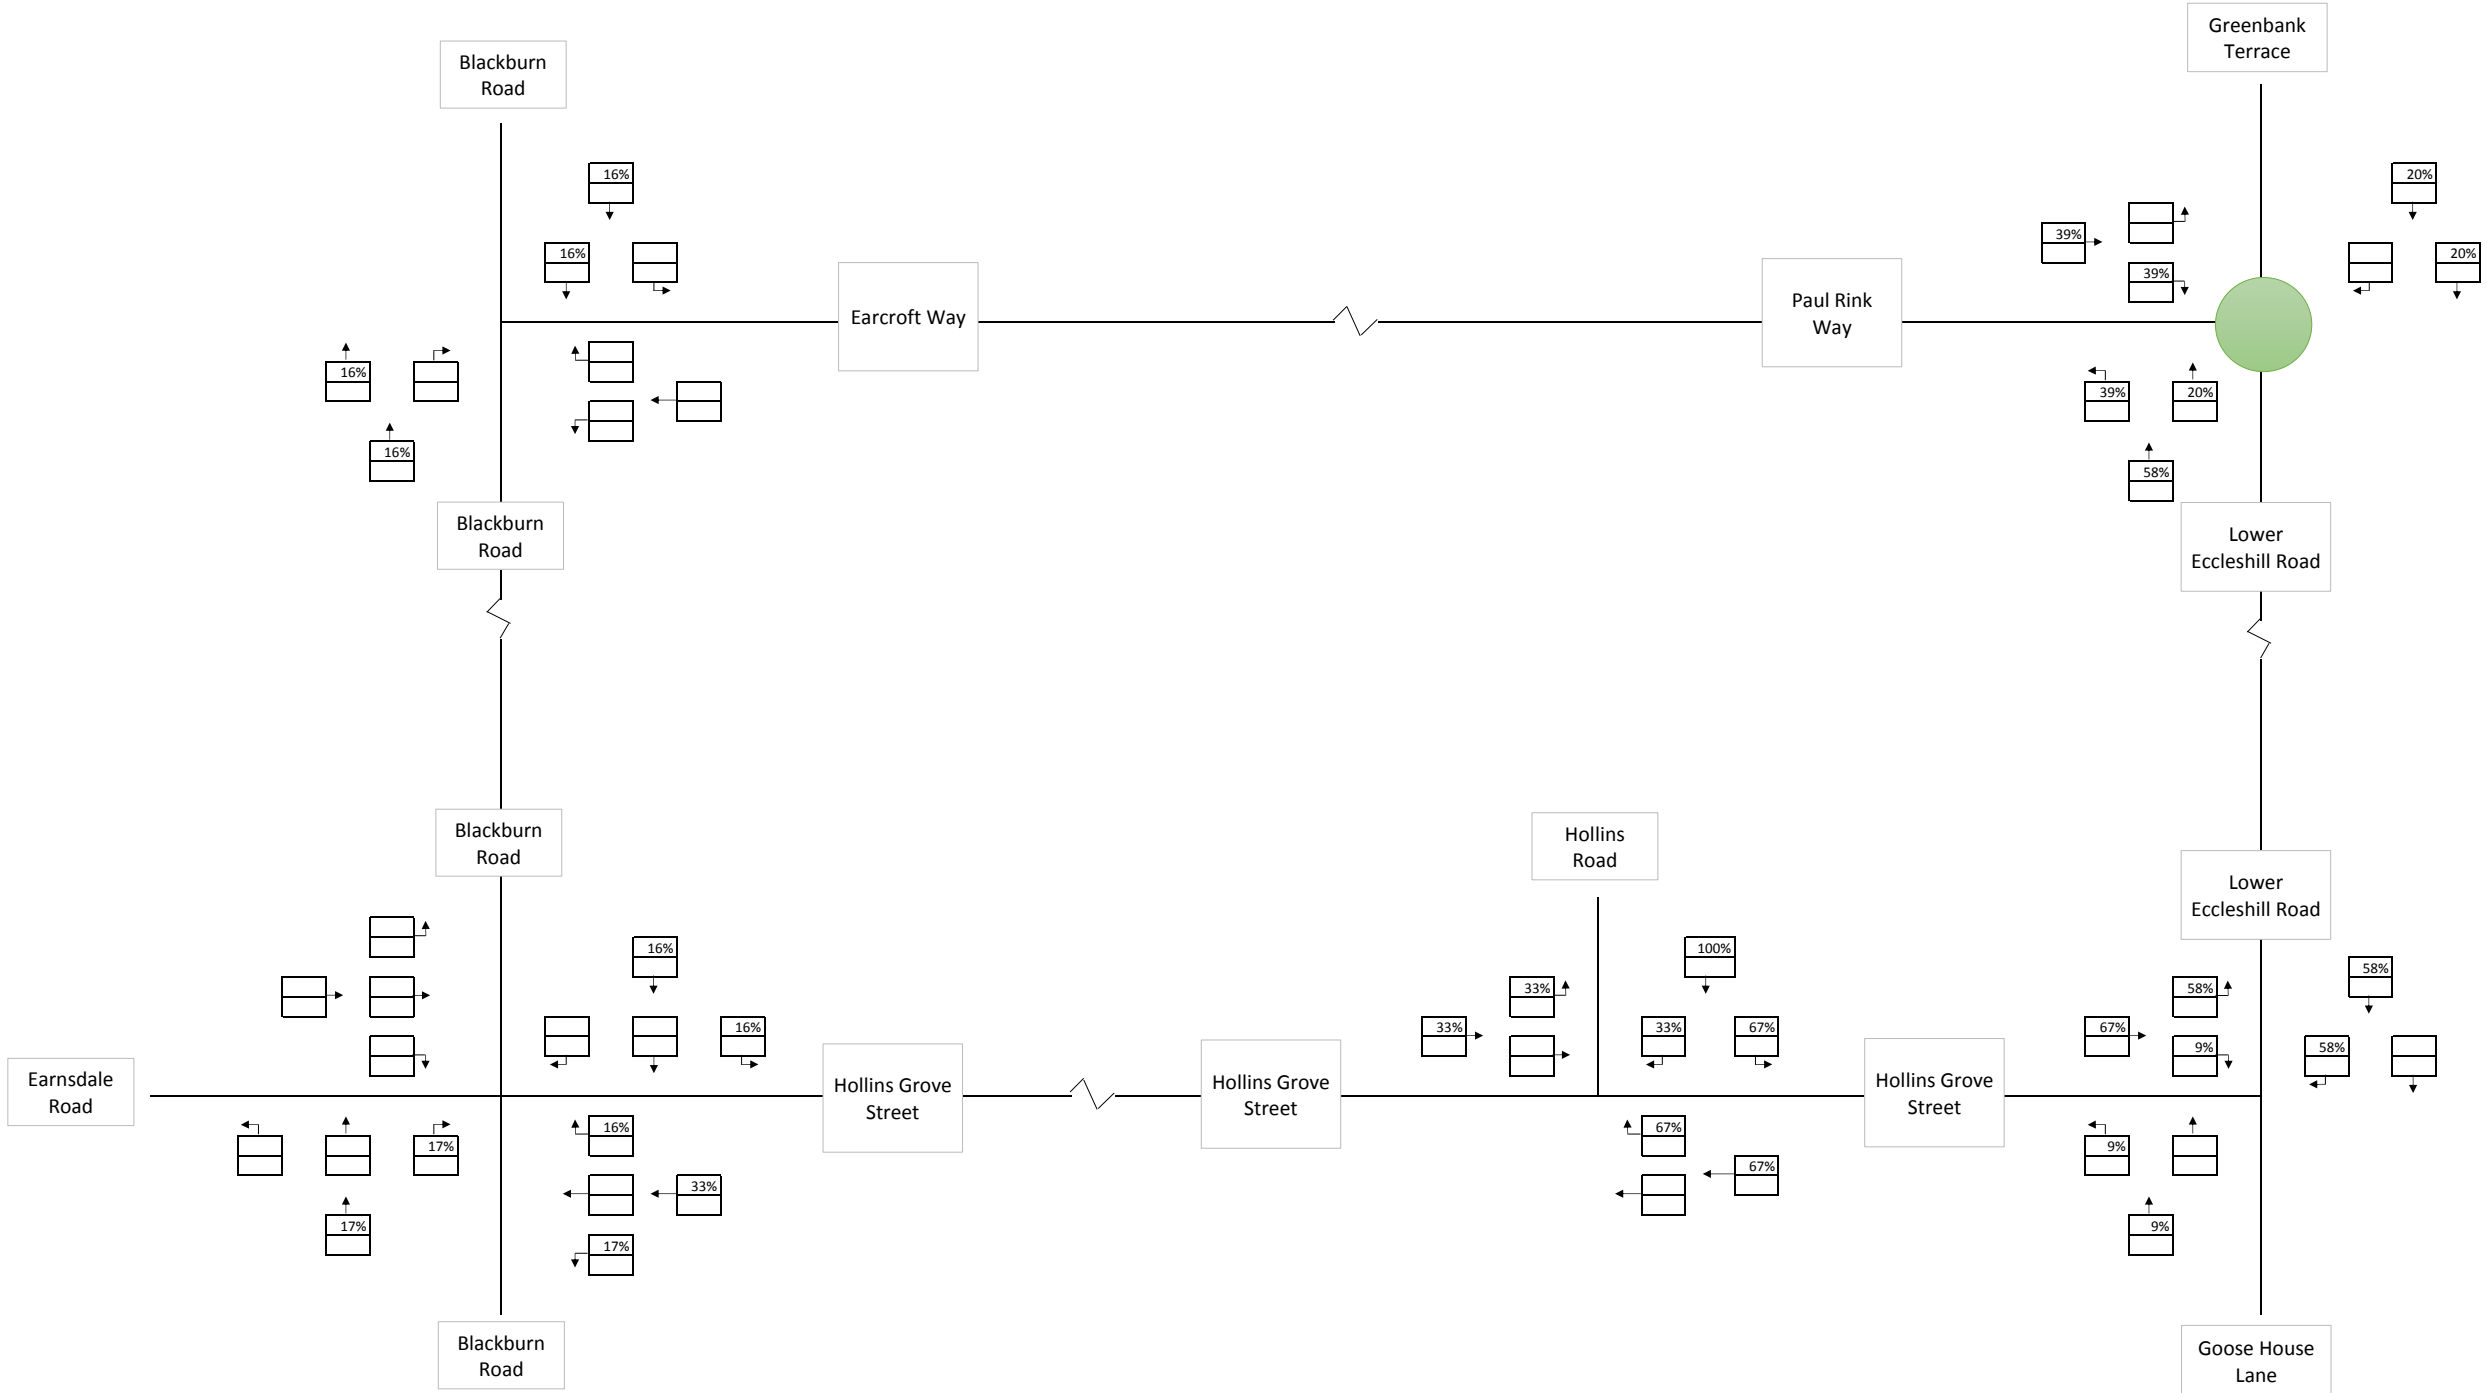 Greenbank
Terrace
Blackburn
Road
16%
20%
39%
16%
20%
39%
Earcroft Way
Paul Rink
Way
16%
39%
20%
16%
58%
Blackburn
Road
Lower
Eccleshill Road
Blackburn
Road
Hollins
Road
Lower
Eccleshill Road
16%
100%
58%
33%
58%
16%
33%
33%
67%
67%
9%
58%
Earnsdale
Road
Hollins Grove
Street
Hollins Grove
Street
Hollins Grove
Street
17%
16%
67%
9%
33%
67%
17%
17%
9%
Blackburn
Road
Goose House
Lane